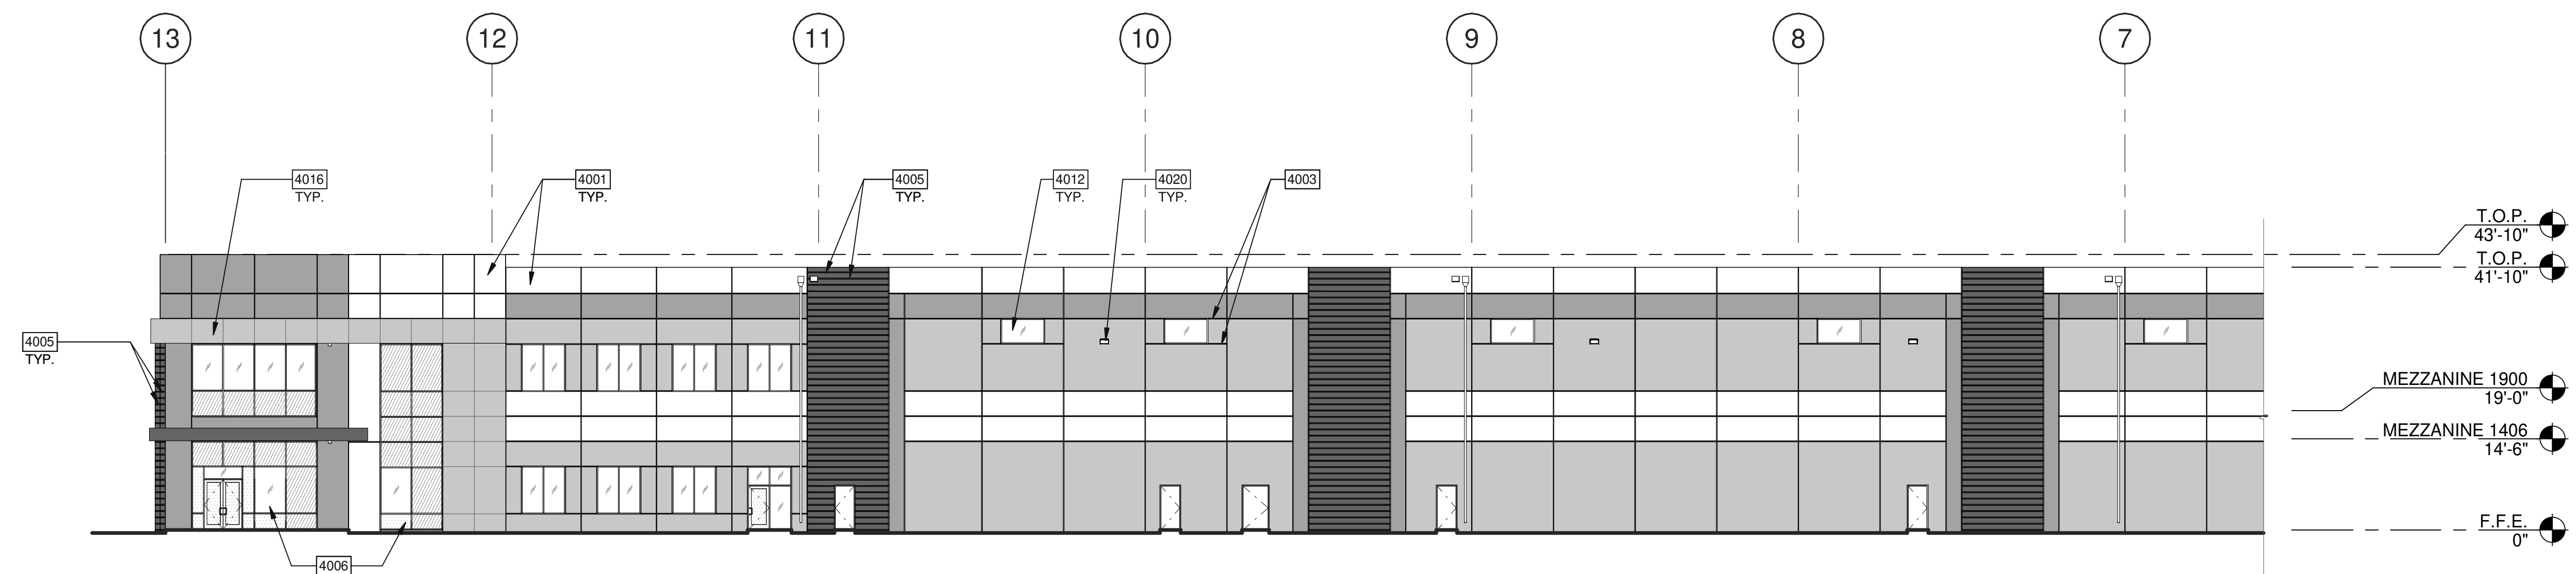 13
12
11
10
9
8
7
4016
TYP.
4001
TYP.
4005
TYP.
4012
TYP.
4020
TYP.
4003
T.O.P.
43'-10"
T.O.P.
41'-10"
4005
TYP.
MEZZANINE 1900
19'-0"
MEZZANINE 1406
14'-6"
F.F.E.
0"
4006